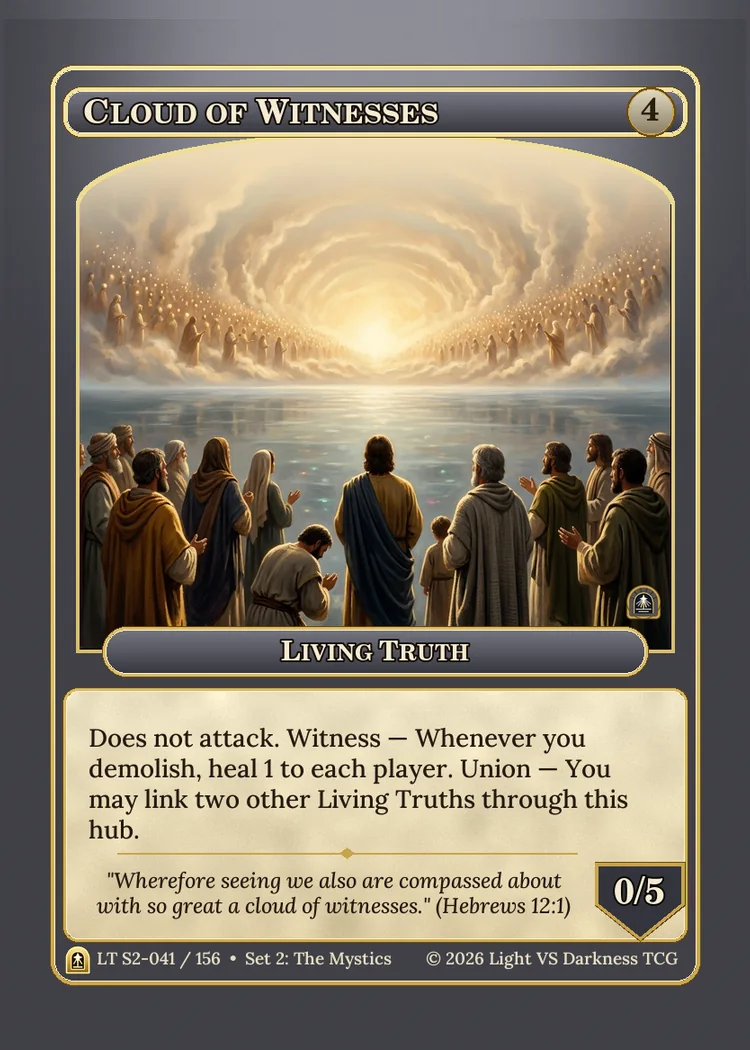 Cloud of Witnesses
4
Living Truth
Does not attack. Witness — Whenever you
demolish, heal 1 to each player. Union — You
may link two other Living Truths through this
hub.
"Wherefore seeing we also are compassed about
with so great a cloud of witnesses." (Hebrews 12:1)
0/5
LT S2-041 / 156 • Set 2: The Mystics © 2026 Light VS Darkness TCG